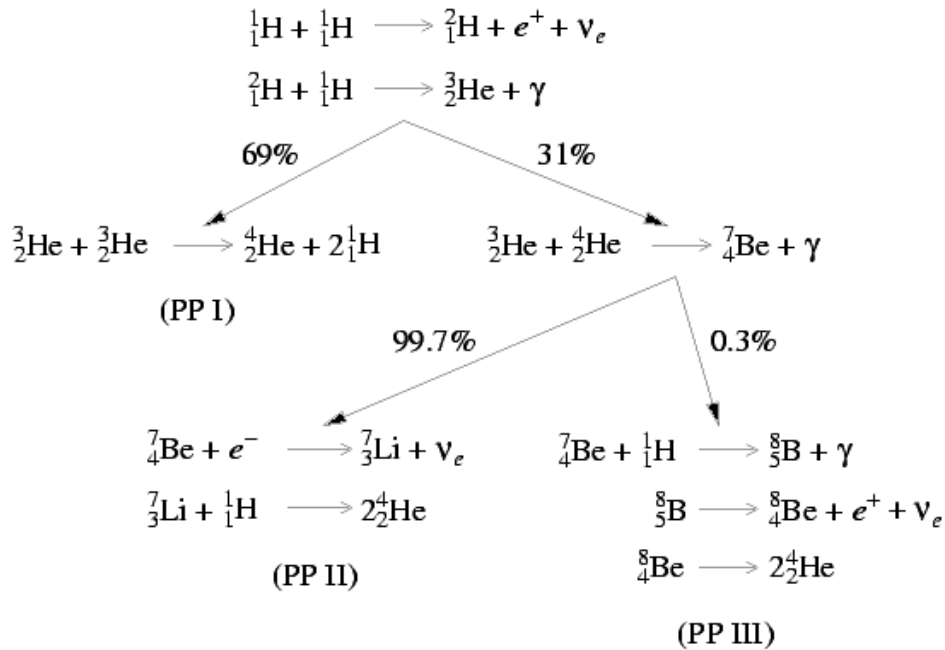 ¹₁H + ¹₁H ⟶ ²₁H + e⁺ + νₑ
²₁H + ¹₁H ⟶ ³₂He + γ
69% 31%
³₂He + ³₂He ⟶ ⁴₂He + 2¹₁H
(PP I)
³₂He + ⁴₂He ⟶ ⁷₄Be + γ
99.7% 0.3%
⁷₄Be + e⁻ ⟶ ⁷₃Li + νₑ
⁷₃Li + ¹₁H ⟶ 2⁴₂He
(PP II)
⁷₄Be + ¹₁H ⟶ ⁸₅B + γ
⁸₅B ⟶ ⁸₄Be + e⁺ + νₑ
⁸₄Be ⟶ 2⁴₂He
(PP III)